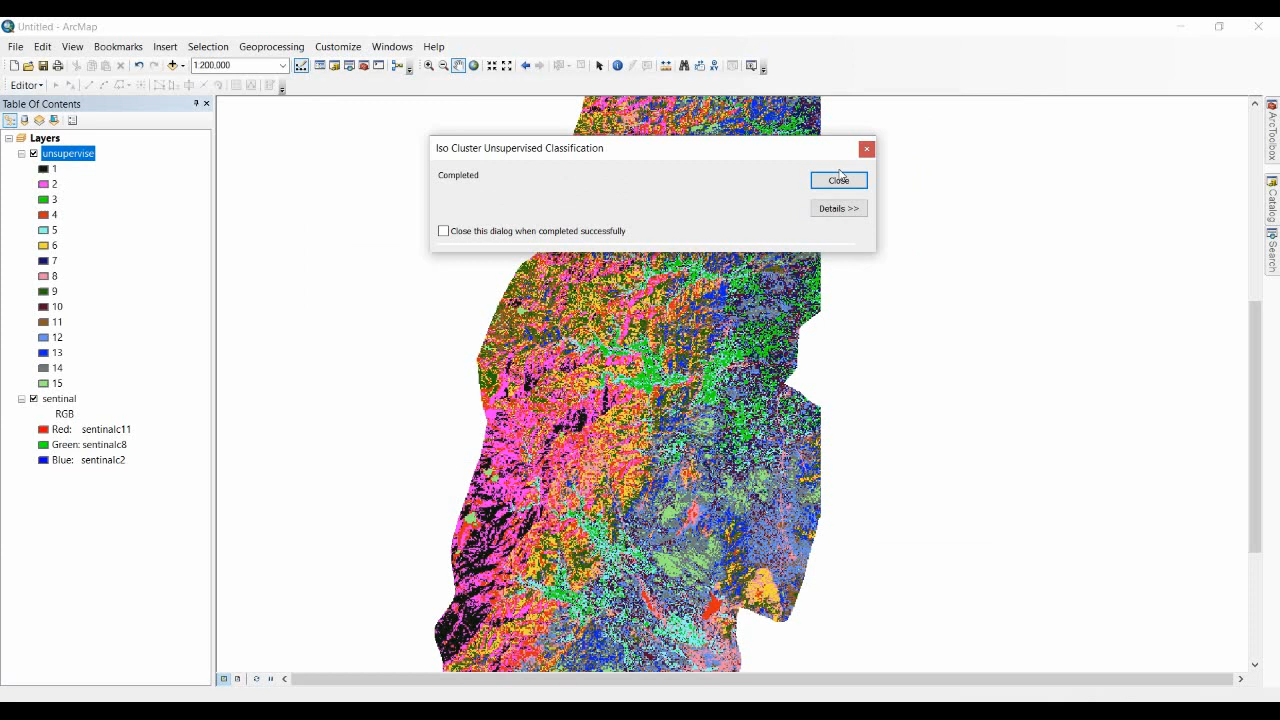 Untitled - ArcMap
File Edit View Bookmarks Insert Selection Geoprocessing Customize Windows Help
1:200,000
Editor
Table Of Contents
Layers
unsupervise
1
2
3
4
5
6
7
8
9
10
11
12
13
14
15
sentinal
RGB
Red: sentinalc11
Green: sentinalc8
Blue: sentinalc2
Iso Cluster Unsupervised Classification
Completed
Close
Details >>
Close this dialog when completed successfully
ArcToolbox
Catalog
Search